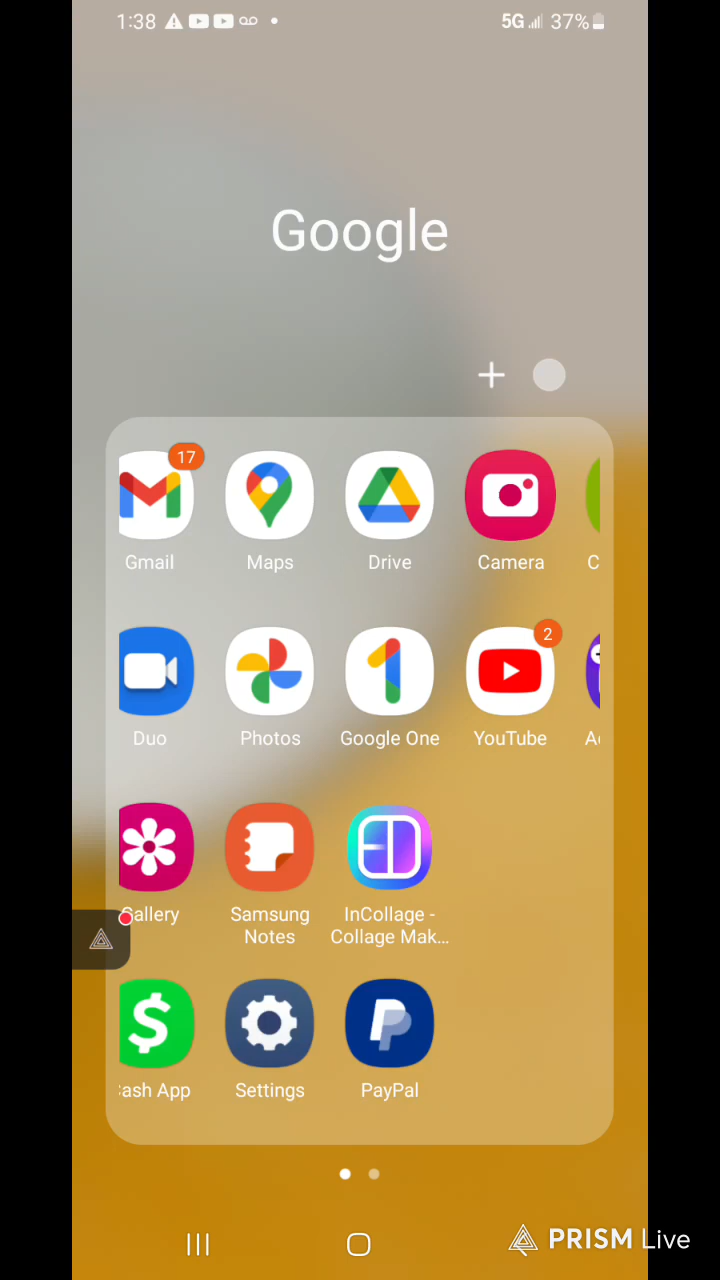 1:38
5G 37%
Google
17
Gmail Maps Drive Camera C
2
Duo Photos Google One YouTube A
Gallery Samsung Notes InCollage - Collage Mak...
Cash App Settings PayPal
PRISM Live